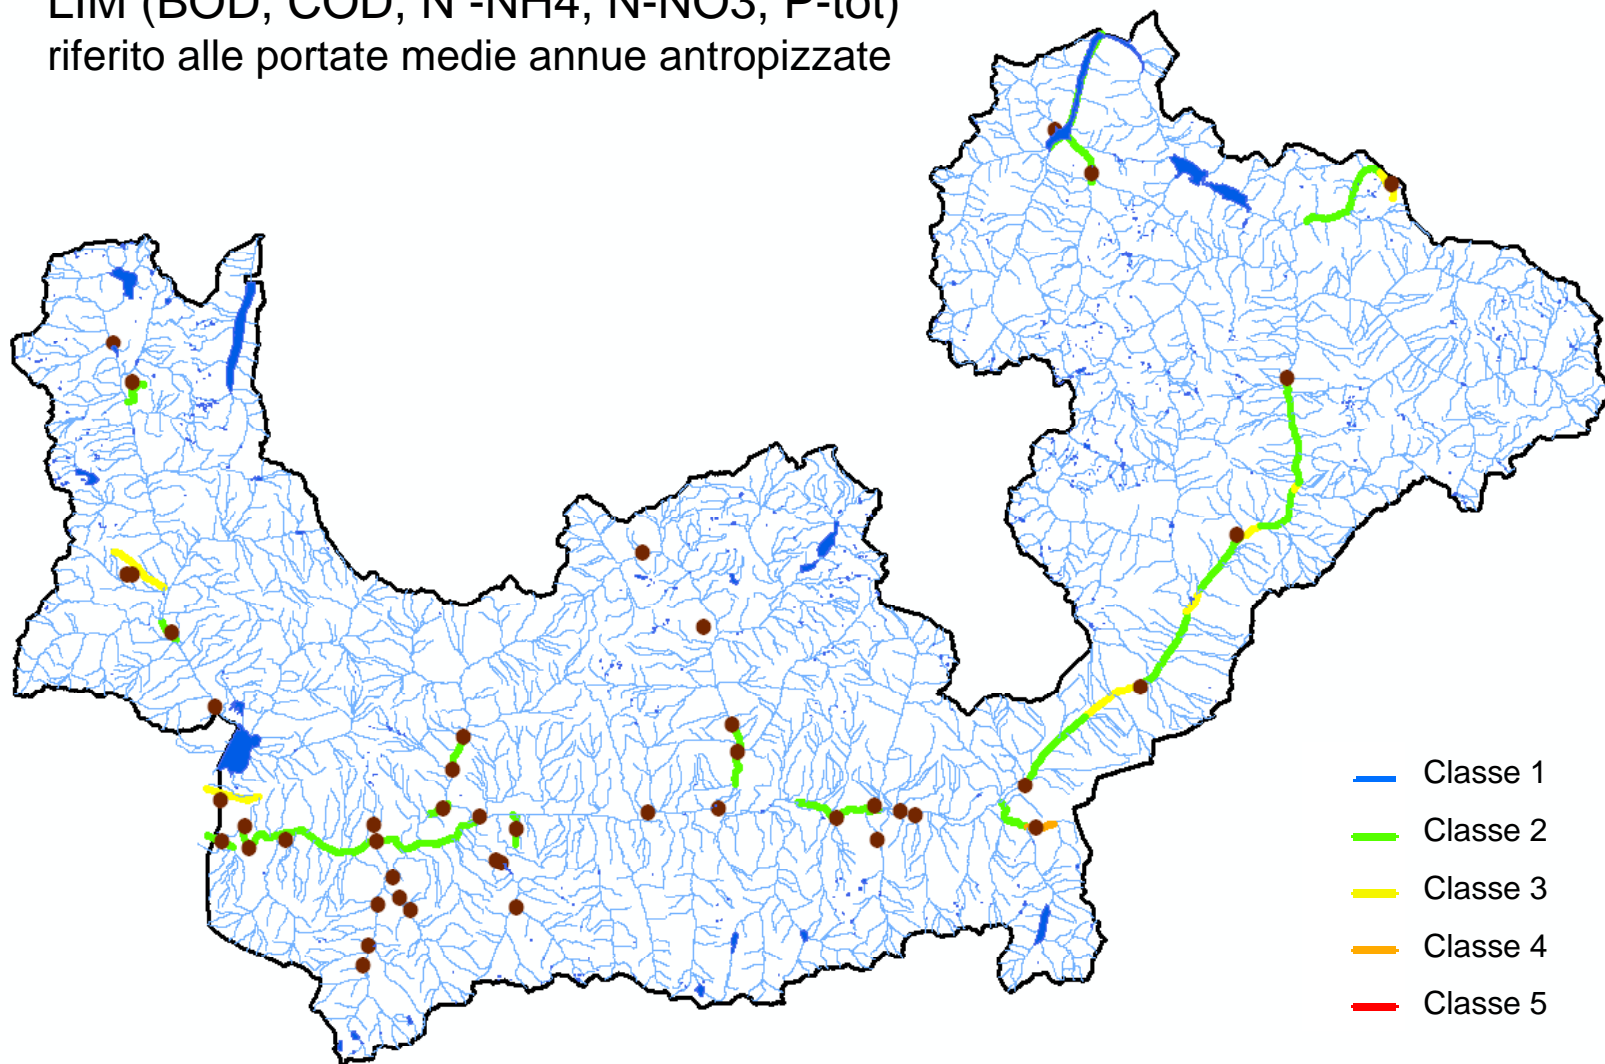 LIM (BOD, COD, N -NH4, N-NO3, P-tot)
riferito alle portate medie annue antropizzate
Classe 1
Classe 2
Classe 3
Classe 4
Classe 5